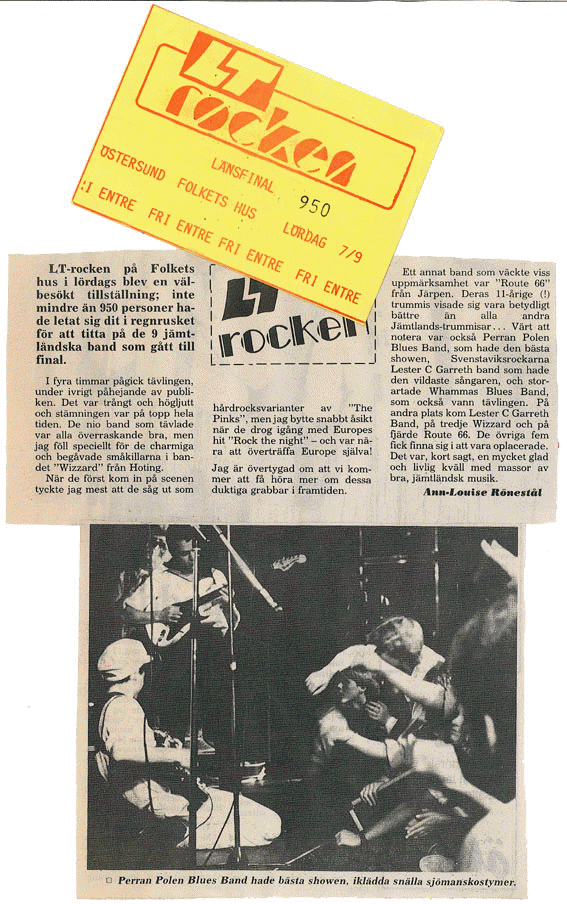 LT
rocken
LÄNSFINAL 950
ÖSTERSUND FOLKETS HUS LÖRDAG 7/9
:I ENTRE FRI ENTRE FRI ENTRE FRI ENTRE
LT-rocken på Folkets
hus i lördags blev en väl-
besökt tillställning; inte
mindre än 950 personer ha-
de letat sig dit i regnrusket
för att titta på de 9 jämt-
ländska band som gått till
final.
I fyra timmar pågick tävlingen,
under ivrigt påhejande av publi-
ken. Det var trångt och högljutt
och stämningen var på topp hela
tiden. De nio band som tävlade
var alla överraskande bra, men
jag föll speciellt för de charmiga
och begåvade småkillarna i ban-
det "Wizzard" från Hoting.
När de först kom in på scenen
tyckte jag mest att de såg ut som
LT
rocken
hårdrocksvarianter av "The
Pinks", men jag bytte snabbt åsikt
när de drog igång med Europes
hit "Rock the night" – och var nä-
ra att överträffa Europe själva!
Jag är övertygad om att vi kom-
mer att få höra mer om dessa
duktiga grabbar i framtiden.
Ett annat band som väckte viss
uppmärksamhet var "Route 66"
från Järpen. Deras 11-årige (!)
trummis visade sig vara betydligt
bättre än alla andra
Jämtlands-trummisar... Värt att
notera var också Perran Polen
Blues Band, som hade den bästa
showen, Svenstaviksrockarna
Lester C Garreth band som hade
den vildaste sångaren, och stor-
artade Whammas Blues Band,
som också vann tävlingen. På
andra plats kom Lester C Garreth
Band, på tredje Wizzard och på
fjärde Route 66. De övriga fem
fick finna sig i att vara oplacerade.
Det var, kort sagt, en mycket glad
och livlig kväll med massor av
bra, jämtländsk musik.
Ann-Louise Rönestål
□ Perran Polen Blues Band hade bästa showen, iklädda snälla sjömanskostymer.